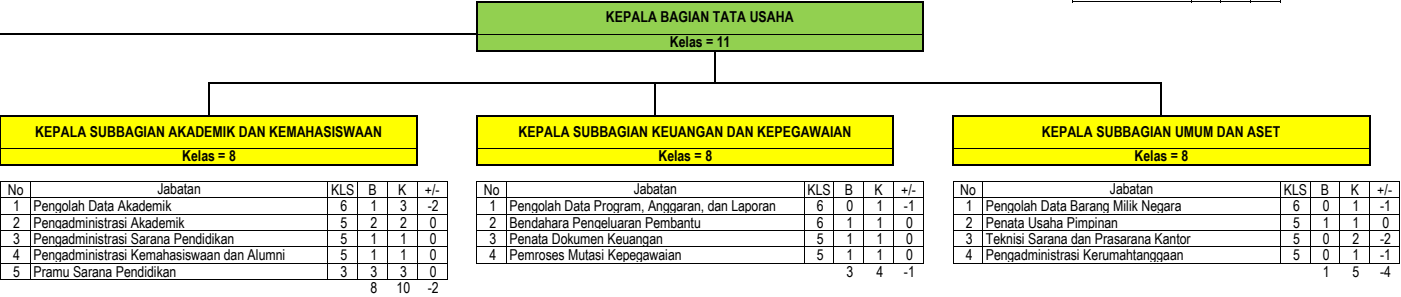 KEPALA BAGIAN TATA USAHA
Kelas = 11
KEPALA SUBBAGIAN AKADEMIK DAN KEMAHASISWAAN
Kelas = 8
No Jabatan KLS B K +/-
1 Pengolah Data Akademik 6 1 3 -2
2 Pengadministrasi Akademik 5 2 2 0
3 Pengadministrasi Sarana Pendidikan 5 1 1 0
4 Pengadministrasi Kemahasiswaan dan Alumni 5 1 1 0
5 Pramu Sarana Pendidikan 3 3 3 0
8 10 -2
KEPALA SUBBAGIAN KEUANGAN DAN KEPEGAWAIAN
Kelas = 8
No Jabatan KLS B K +/-
1 Pengolah Data Program, Anggaran, dan Laporan 6 0 1 -1
2 Bendahara Pengeluaran Pembantu 6 1 1 0
3 Penata Dokumen Keuangan 5 1 1 0
4 Pemroses Mutasi Kepegawaian 5 1 1 0
3 4 -1
KEPALA SUBBAGIAN UMUM DAN ASET
Kelas = 8
No Jabatan KLS B K +/-
1 Pengolah Data Barang Milik Negara 6 0 1 -1
2 Penata Usaha Pimpinan 5 1 1 0
3 Teknisi Sarana dan Prasarana Kantor 5 0 2 -2
4 Pengadministrasi Kerumahtanggaan 5 0 1 -1
1 5 -4